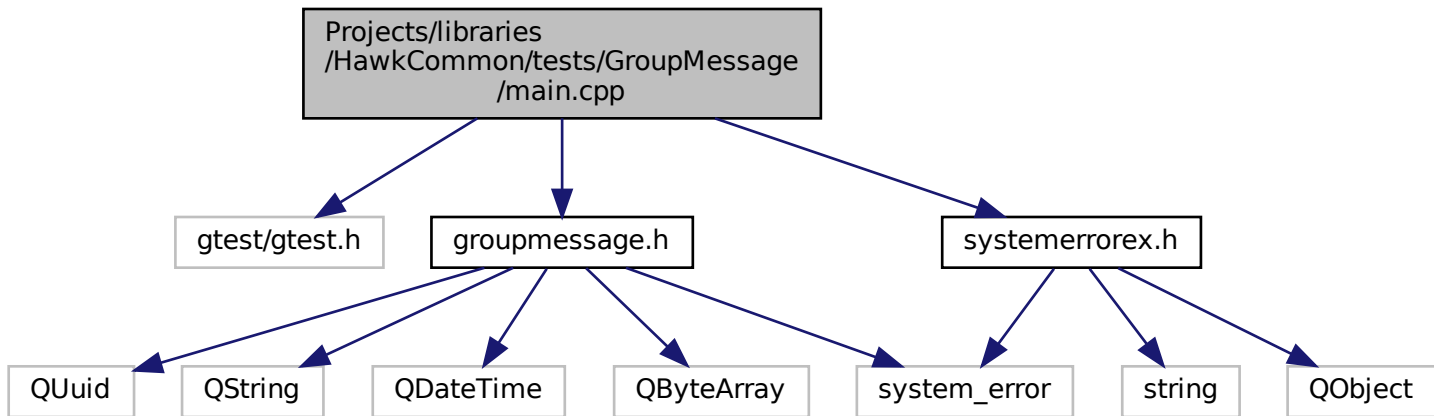 Projects/libraries
/HawkCommon/tests/GroupMessage
/main.cpp
gtest/gtest.h
groupmessage.h
systemerrorex.h
QUuid
QString
QDateTime
QByteArray
system_error
string
QObject